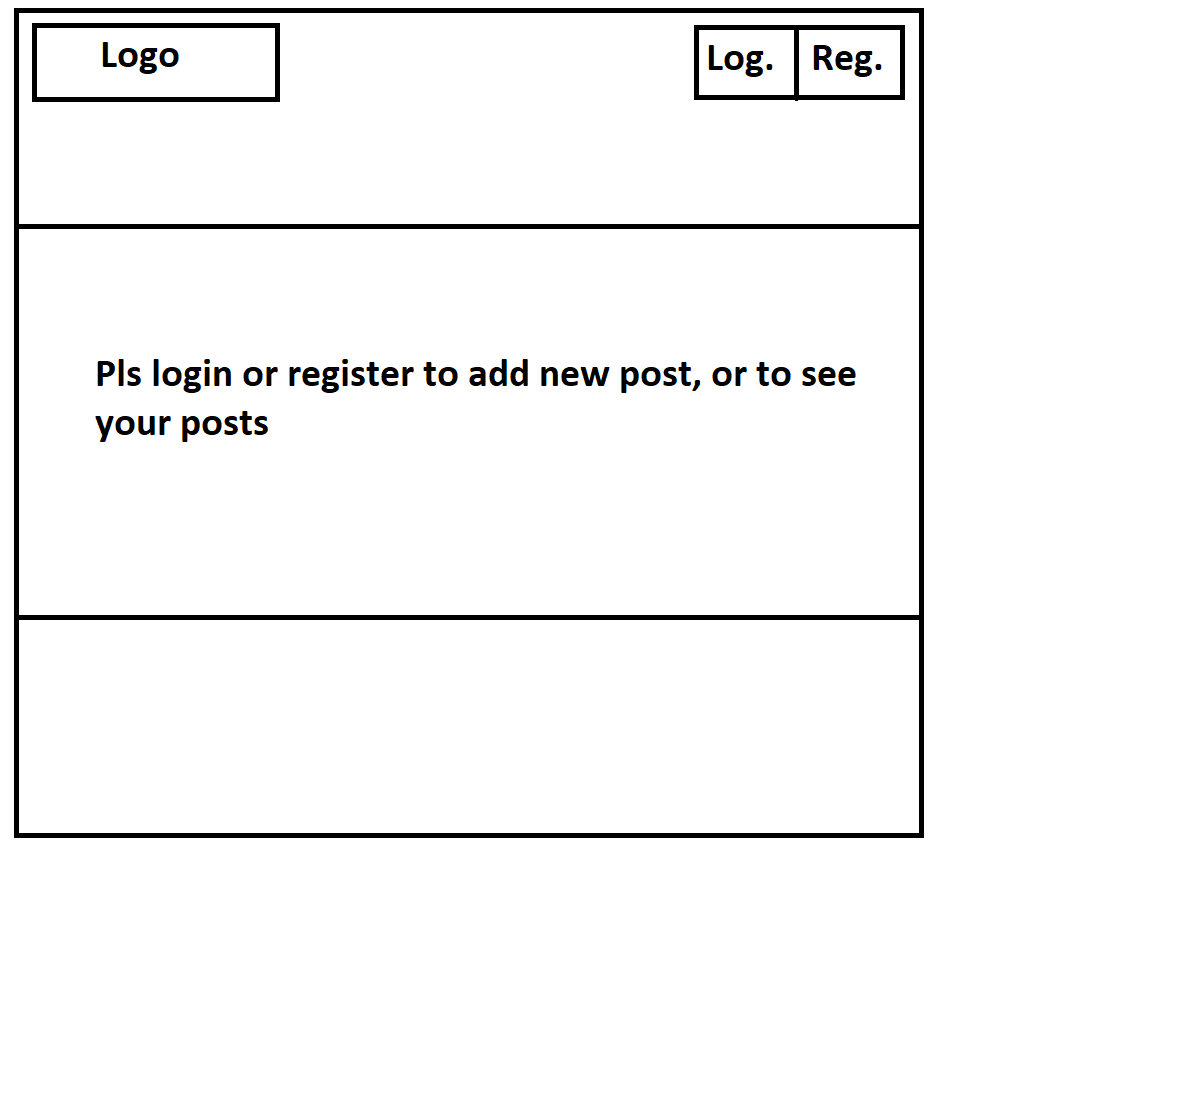 Logo
Log.
Reg.
Pls login or register to add new post, or to see
your posts